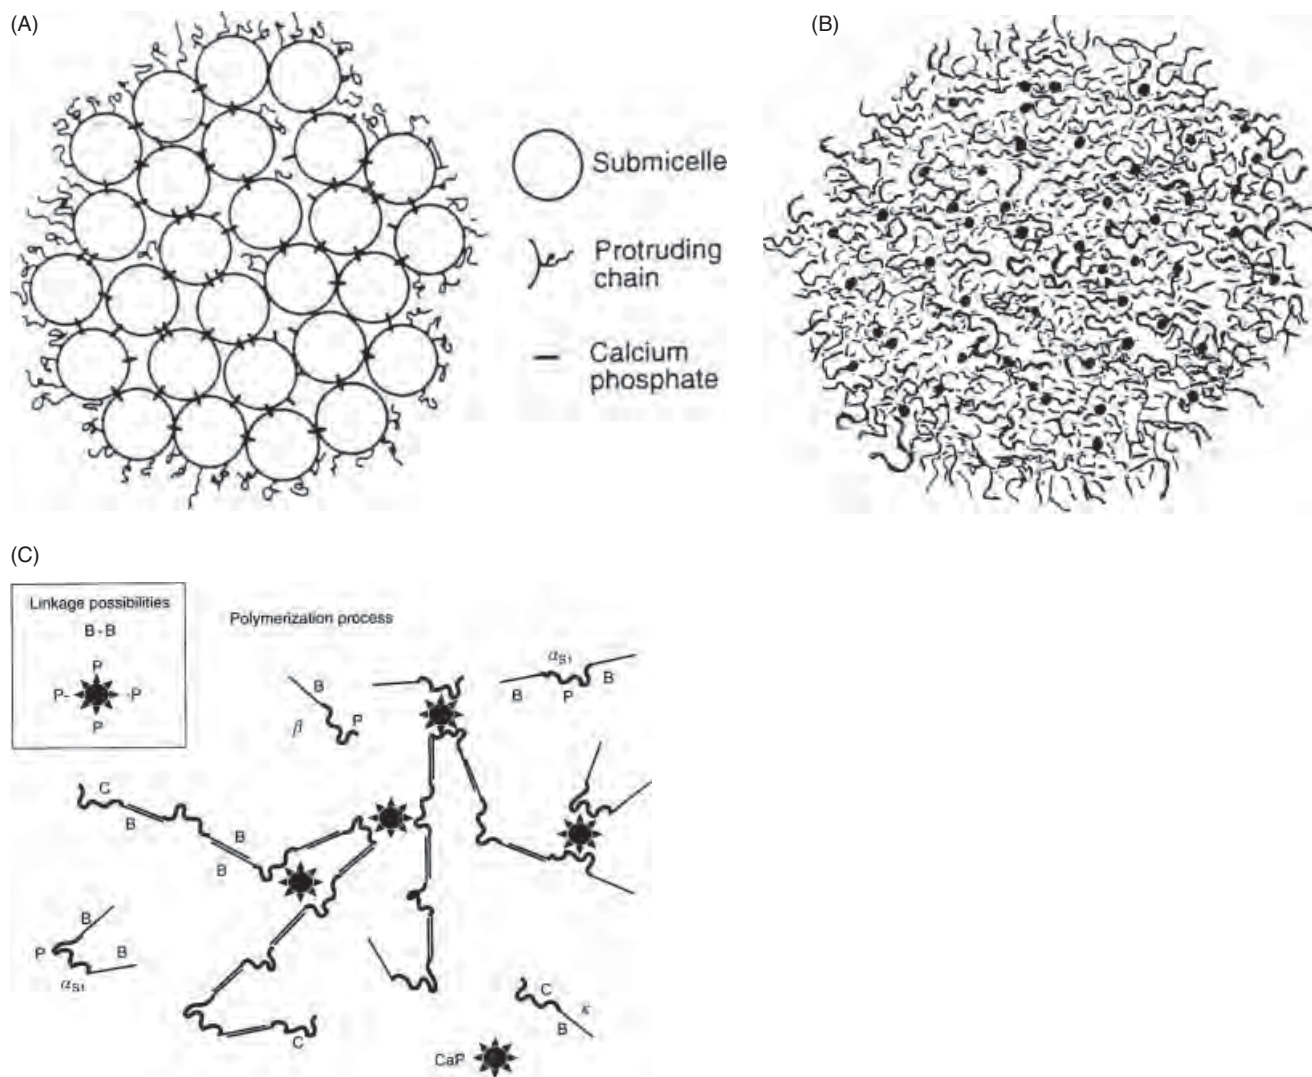 (A)
(B)
Submicelle
Protruding
chain
Calcium
phosphate
(C)
Linkage possibilities
B - B
P
P- -P
P
Polymerization process
B
β
P
αS1
B
P
B
C
B
B
B
B
P
B
αS1
C
C
κ
B
CaP